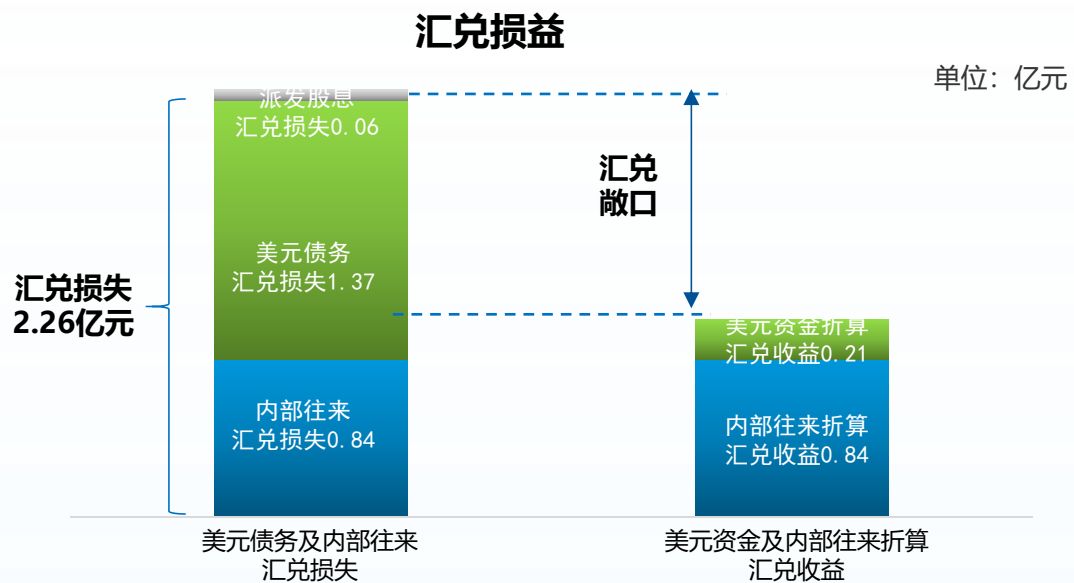 汇兑损益
单位：亿元
派发股息
汇兑损失0.06
美元债务
汇兑损失1.37
内部往来
汇兑损失0.84
汇兑损失
2.26亿元
汇兑
敞口
美元资金折算
汇兑收益0.21
内部往来折算
汇兑收益0.84
美元债务及内部往来
汇兑损失
美元资金及内部往来折算
汇兑收益